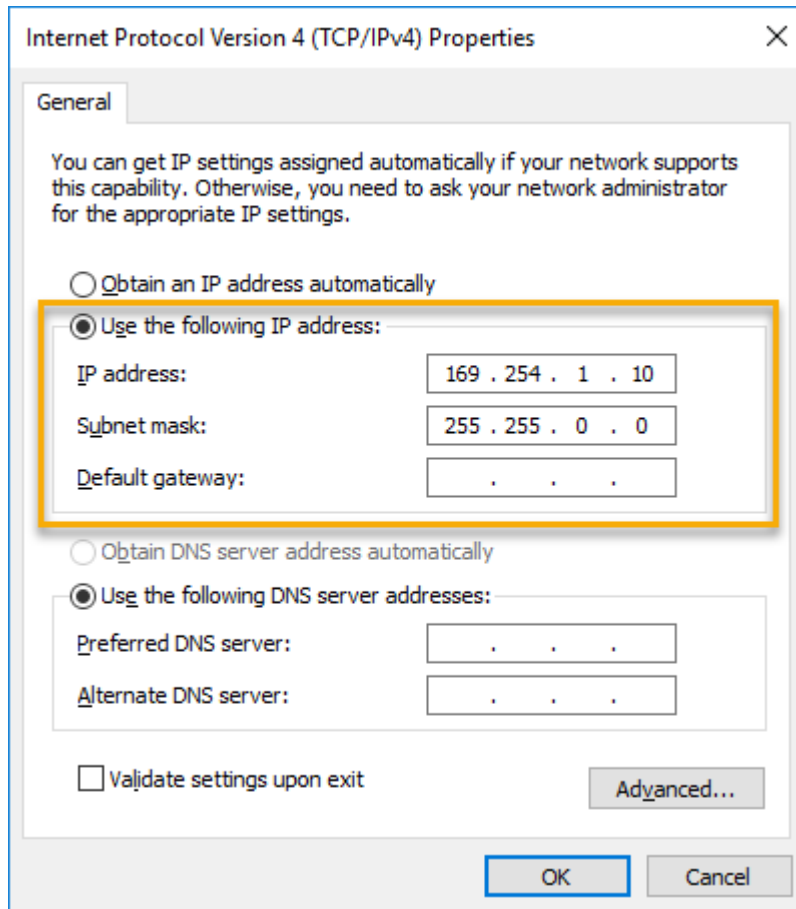 Internet Protocol Version 4 (TCP/IPv4) Properties
General
You can get IP settings assigned automatically if your network supports
this capability. Otherwise, you need to ask your network administrator
for the appropriate IP settings.
Obtain an IP address automatically
Use the following IP address:
IP address: 169 . 254 . 1 . 10
Subnet mask: 255 . 255 . 0 . 0
Default gateway: . . .
Obtain DNS server address automatically
Use the following DNS server addresses:
Preferred DNS server: . . .
Alternate DNS server: . . .
Validate settings upon exit
Advanced...
OK Cancel